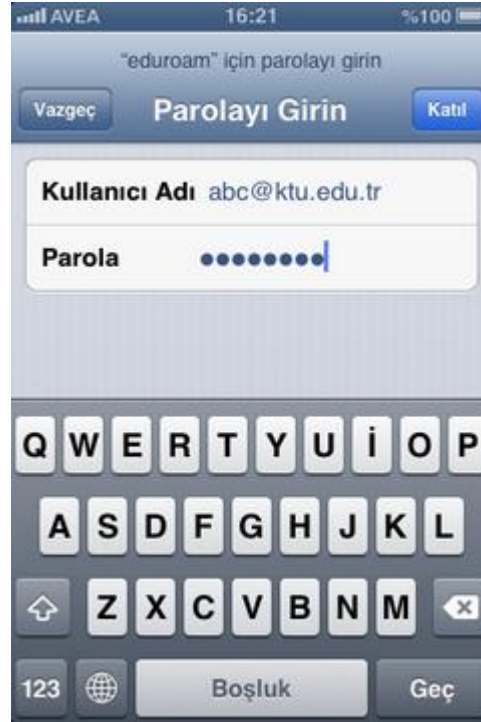 AVEA 16:21 %100
“eduroam” için parolayı girin
Vazgeç Parolayı Girin Katıl
Kullanıcı Adı abc@ktu.edu.tr
Parola ●●●●●●●●
Q W E R T Y U İ O P
A S D F G H J K L
Z X C V B N M
123 Boşluk Geç